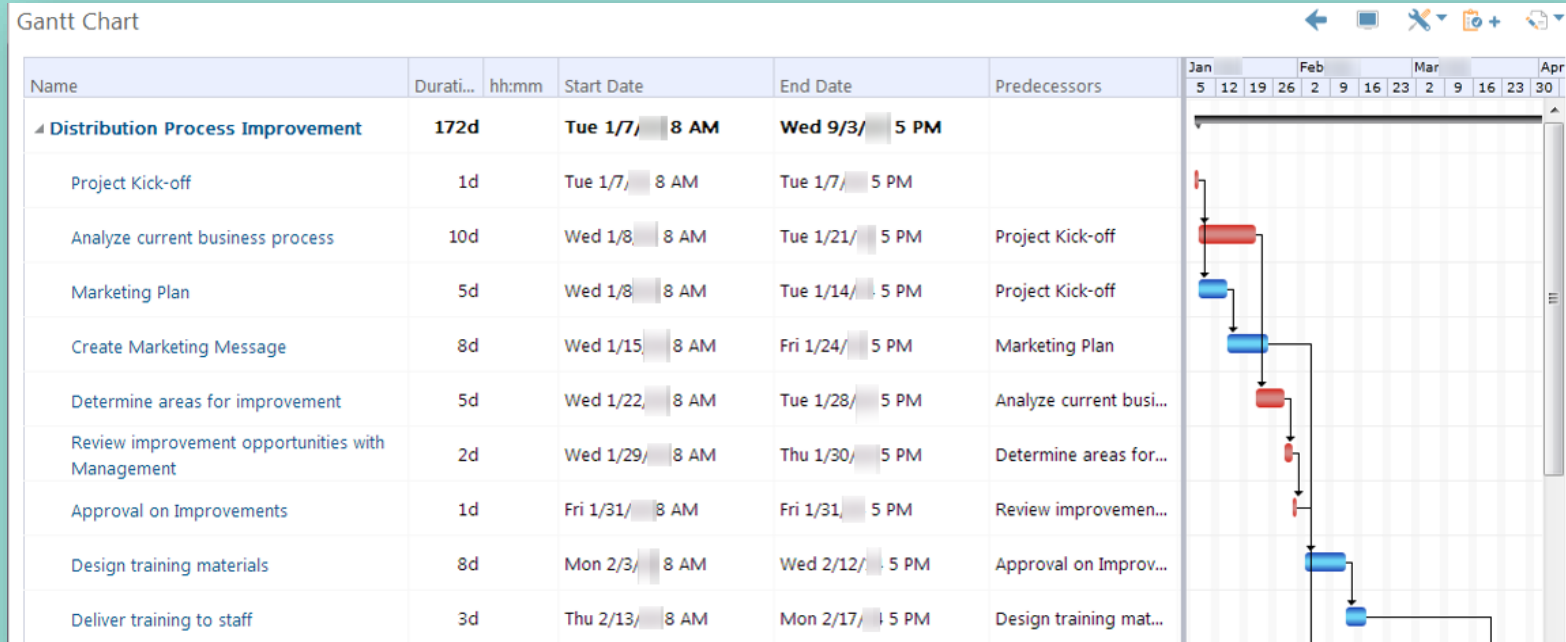 Gantt Chart
Name Durati... hh:mm Start Date End Date Predecessors
Jan Feb Mar Apr
5 12 19 26 2 9 16 23 2 9 16 23 30
Distribution Process Improvement 172d Tue 1/7/ 8 AM Wed 9/3/ 5 PM
Project Kick-off 1d Tue 1/7/ 8 AM Tue 1/7/ 5 PM
Analyze current business process 10d Wed 1/8/ 8 AM Tue 1/21/ 5 PM Project Kick-off
Marketing Plan 5d Wed 1/8 8 AM Tue 1/14/ 5 PM Project Kick-off
Create Marketing Message 8d Wed 1/15/ 8 AM Fri 1/24/ 5 PM Marketing Plan
Determine areas for improvement 5d Wed 1/22/ 8 AM Tue 1/28/ 5 PM Analyze current busi...
Review improvement opportunities with
Management 2d Wed 1/29/ 8 AM Thu 1/30/ 5 PM Determine areas for...
Approval on Improvements 1d Fri 1/31/ 8 AM Fri 1/31/ 5 PM Review improvemen...
Design training materials 8d Mon 2/3/ 8 AM Wed 2/12/ 5 PM Approval on Improv...
Deliver training to staff 3d Thu 2/13/ 8 AM Mon 2/17/ 5 PM Design training mat...